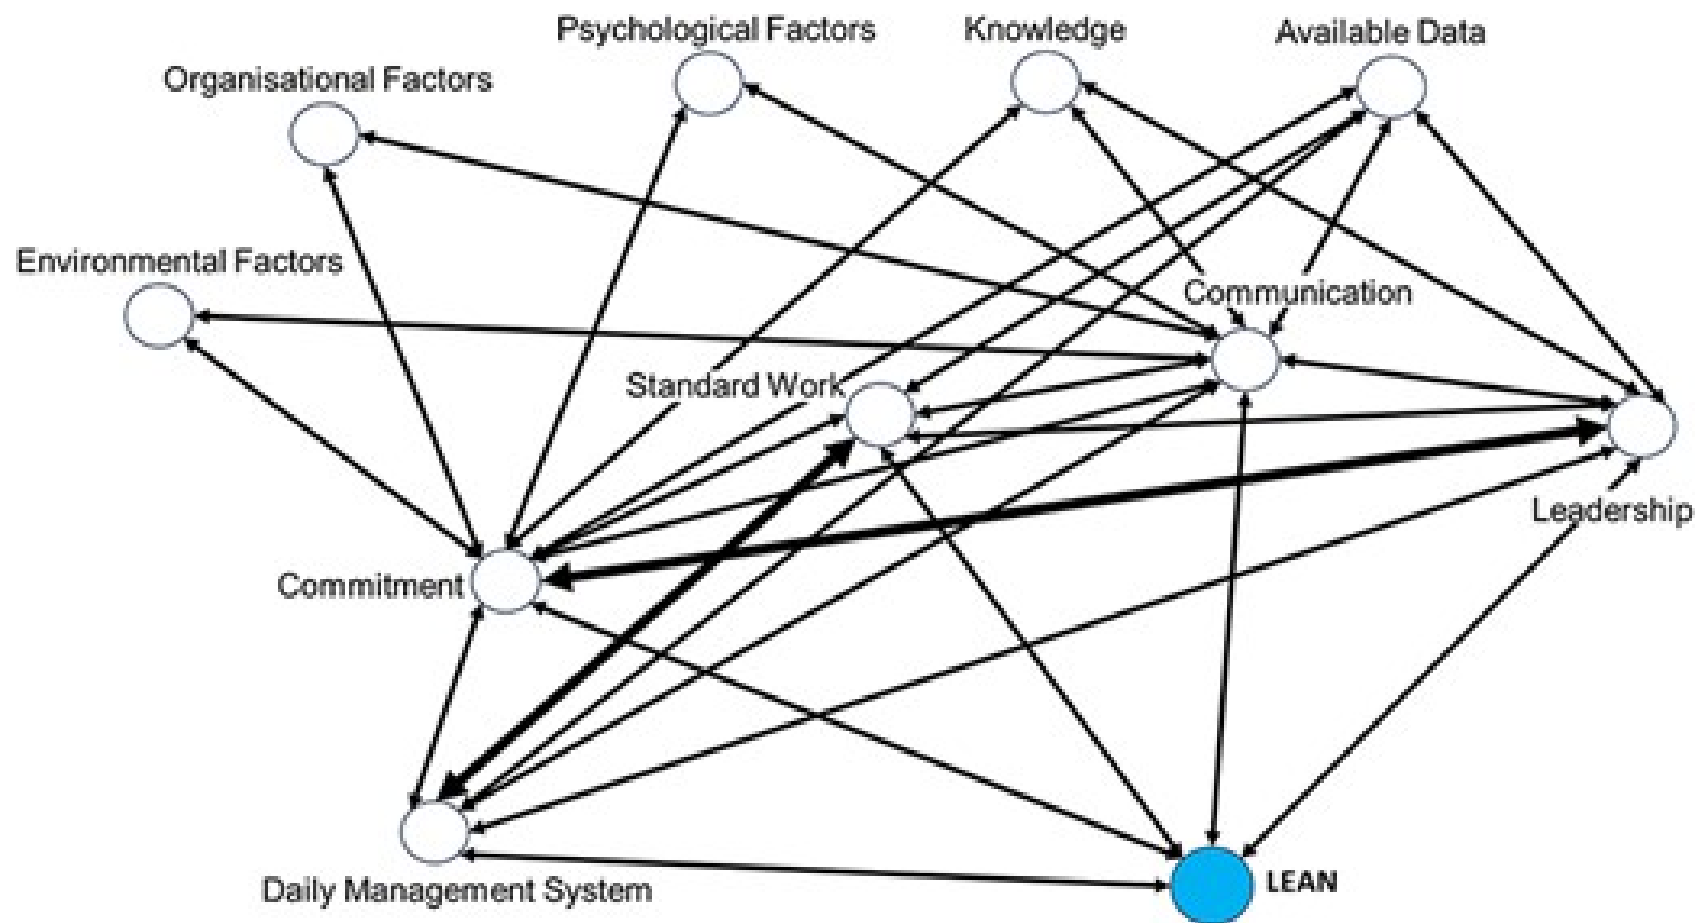 Psychological Factors
Knowledge
Available Data
Organisational Factors
Environmental Factors
Communication
Standard Work
Leadership
Commitment
Daily Management System
LEAN